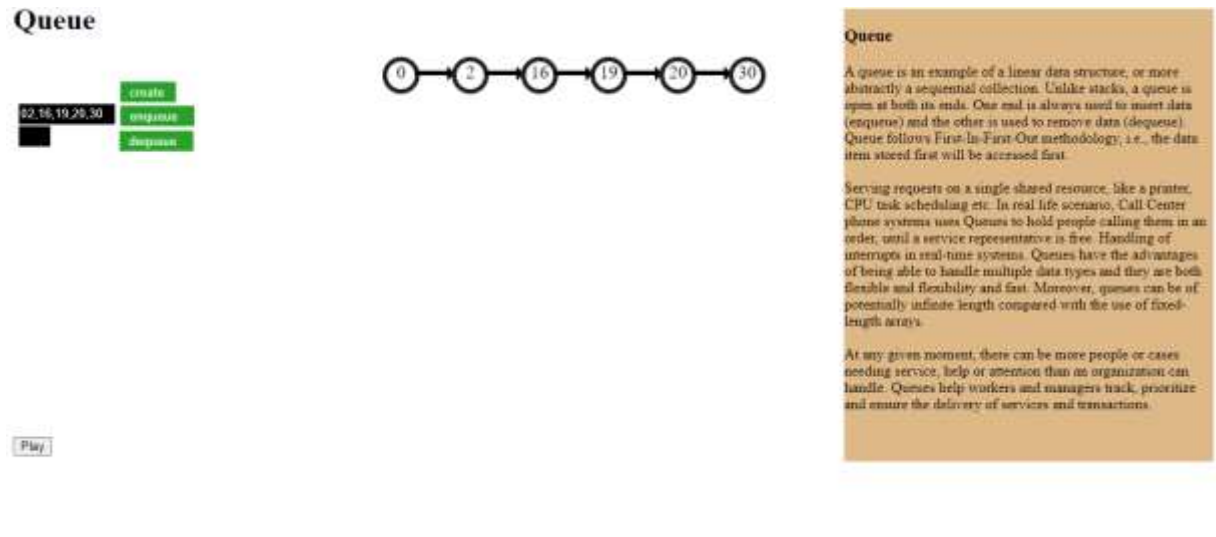 Queue
0 2 16 19 20 30
create
02,16,19,20,30
enqueue
dequeue
Play
Queue
A queue is an example of a linear data structure, or more
abstractly a sequential collection. Unlike stacks, a queue is
open at both its ends. One end is always used to insert data
(enqueue) and the other is used to remove data (dequeue).
Queue follows First-In-First-Out methodology, i.e., the data
item stored first will be accessed first.
Serving requests on a single shared resource, like a printer,
CPU task scheduling etc. In real life scenario, Call Center
phone systems uses Queues to hold people calling them in an
order, until a service representative is free. Handling of
interrupts in real-time systems. Queues have the advantages
of being able to handle multiple data types and they are both
flexible and flexibility and fast. Moreover, queues can be of
potentially infinite length compared with the use of fixed-
length arrays.
At any given moment, there can be more people or cases
needing service, help or attention than an organization can
handle. Queues help workers and managers track, prioritize
and ensure the delivery of services and transactions.